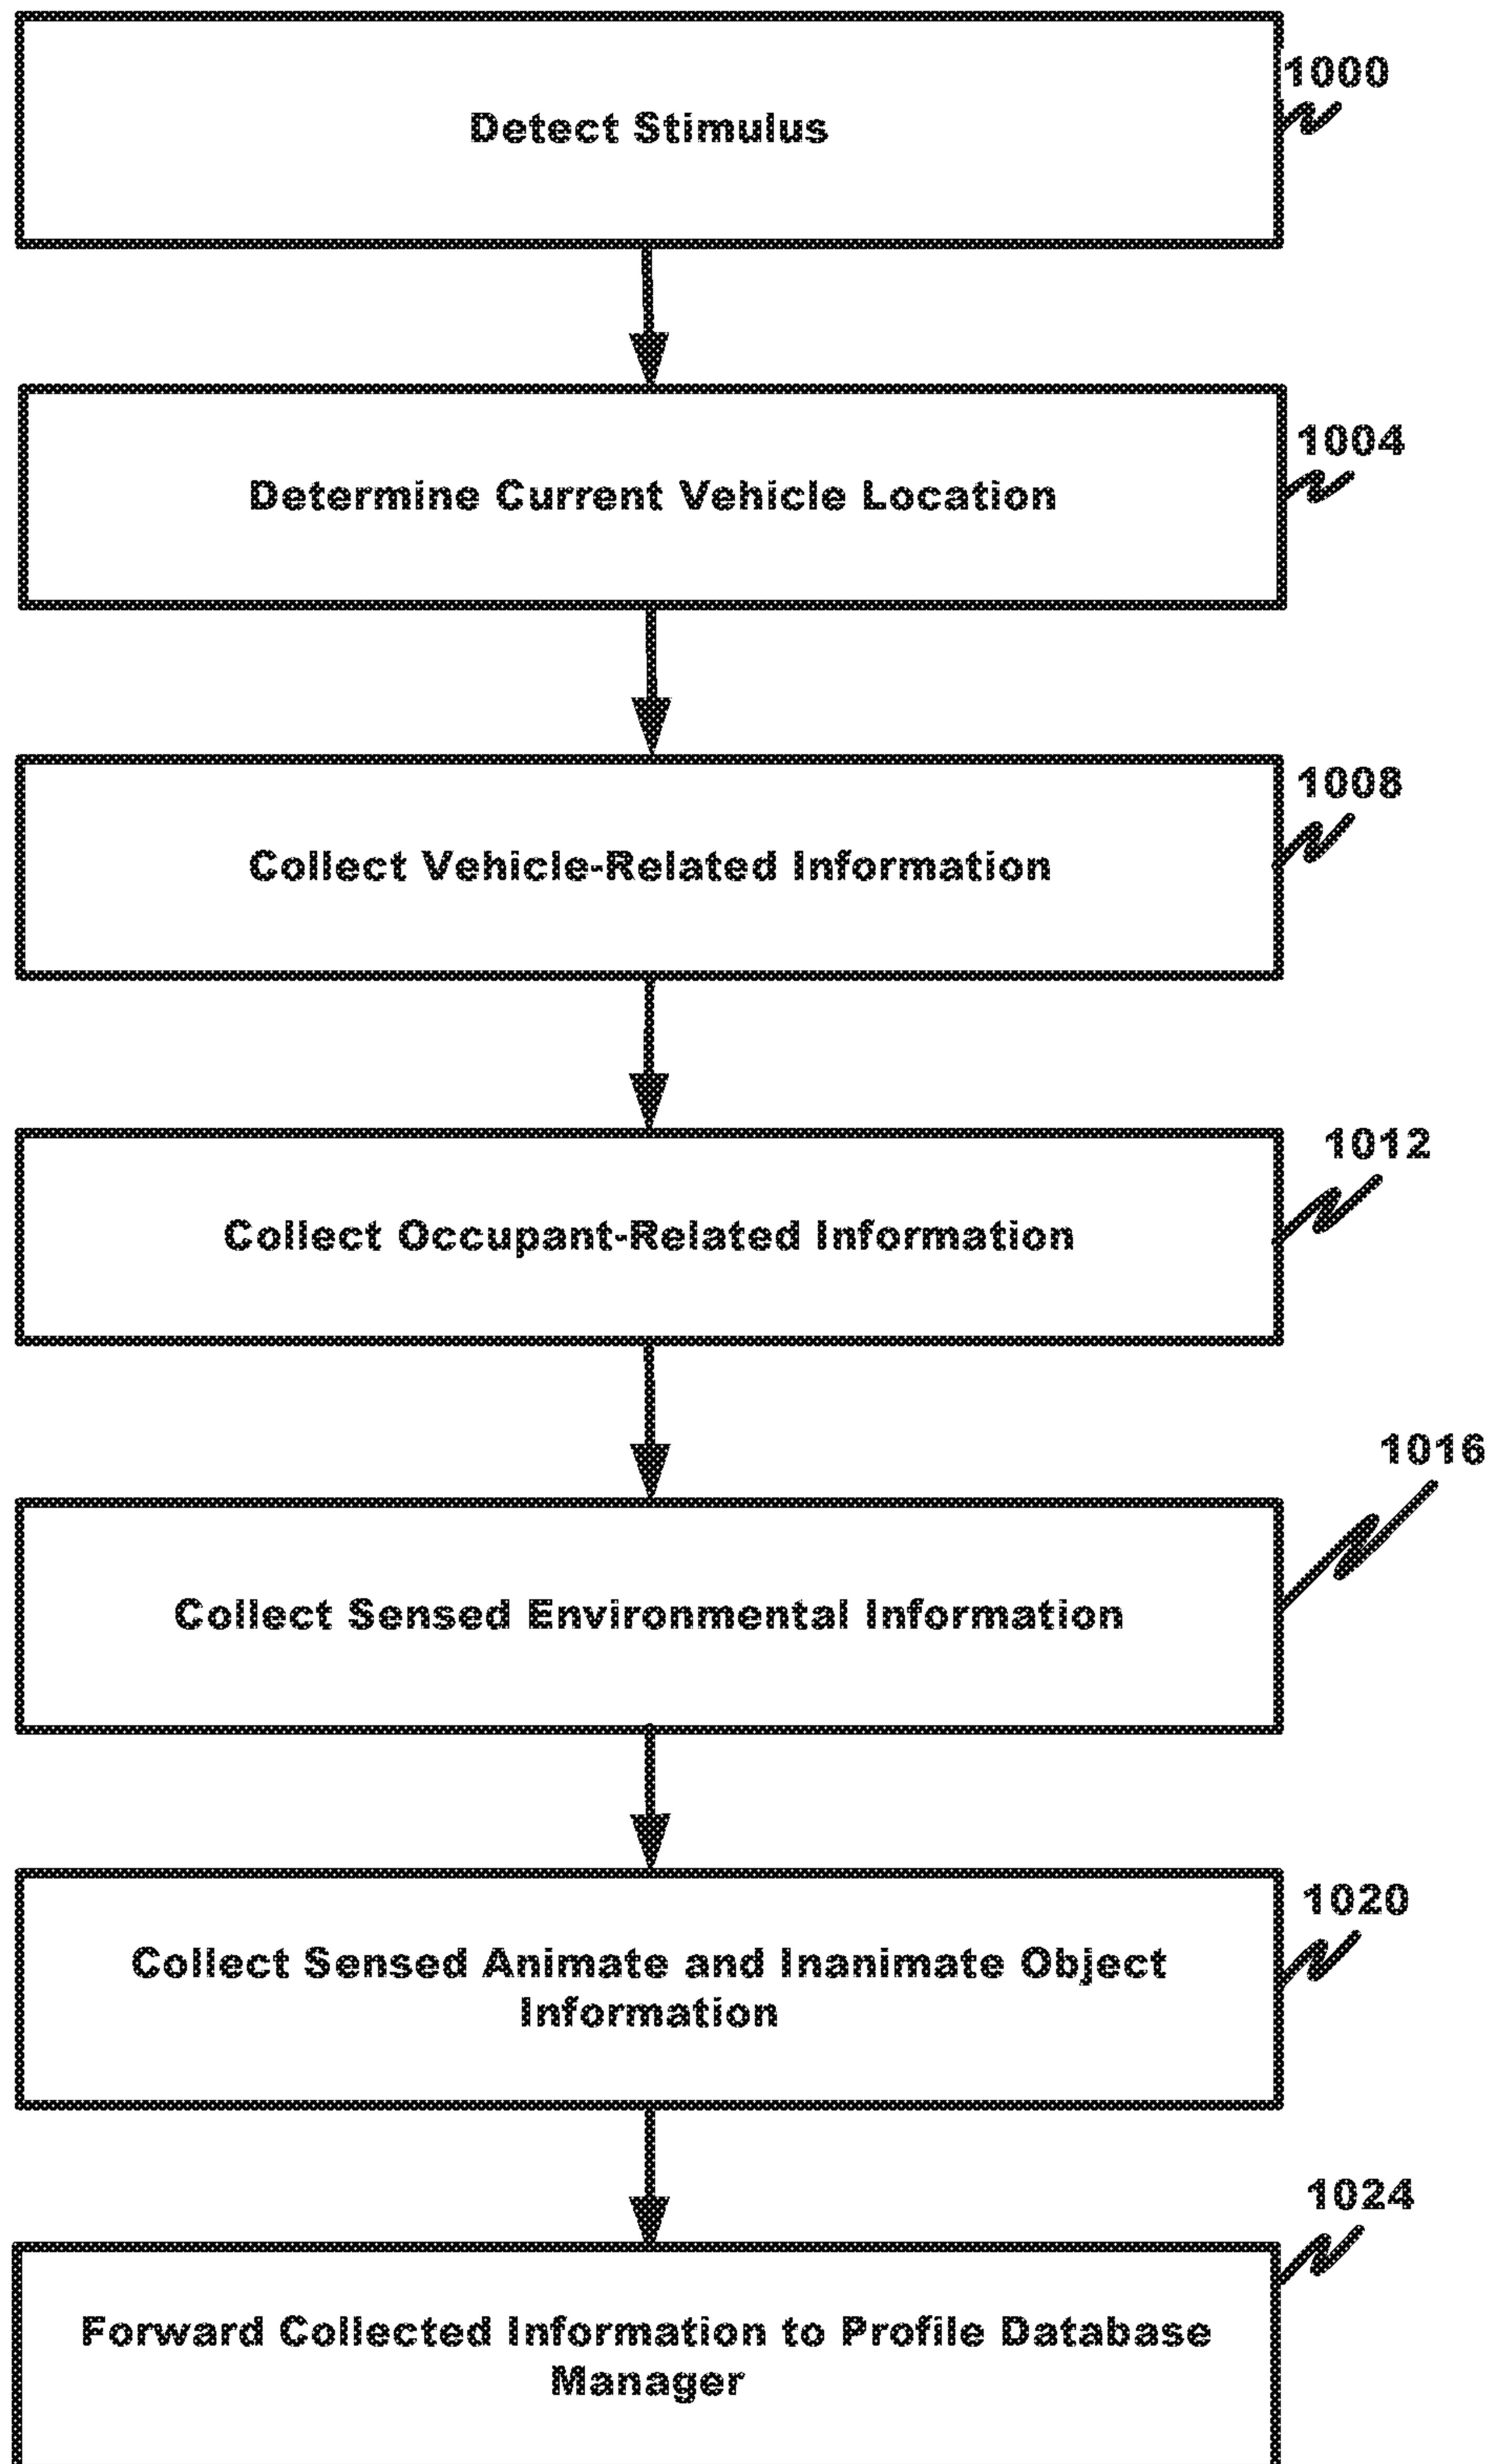 Detect Stimulus
1000
Determine Current Vehicle Location
1004
Collect Vehicle-Related Information
1008
Collect Occupant-Related Information
1012
Collect Sensed Environmental Information
1016
Collect Sensed Animate and Inanimate Object
Information
1020
Forward Collected Information to Profile Database
Manager
1024